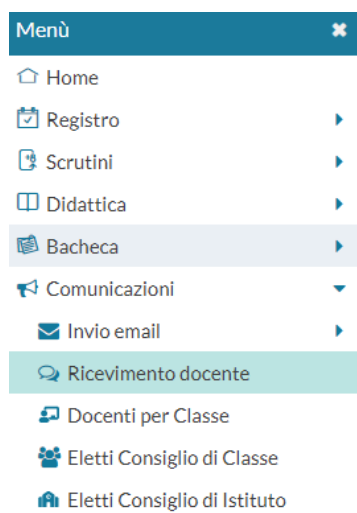 Menù
Home
Registro
Scrutini
Didattica
Bacheca
Comunicazioni
Invio email
Ricevimento docente
Docenti per Classe
Eletti Consiglio di Classe
Eletti Consiglio di Istituto